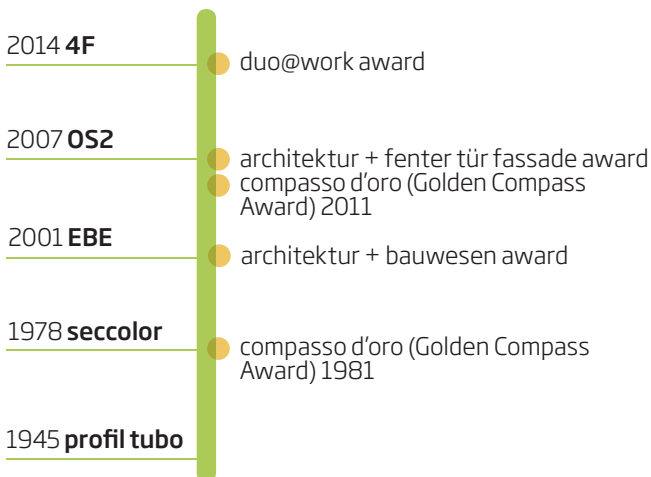 2014 4F
duo@work award
2007 OS2
architektur + fenter tür fassade award
compasso d'oro (Golden Compass
Award) 2011
2001 EBE
architektur + bauwesen award
1978 seccolor
compasso d'oro (Golden Compass
Award) 1981
1945 profil tubo